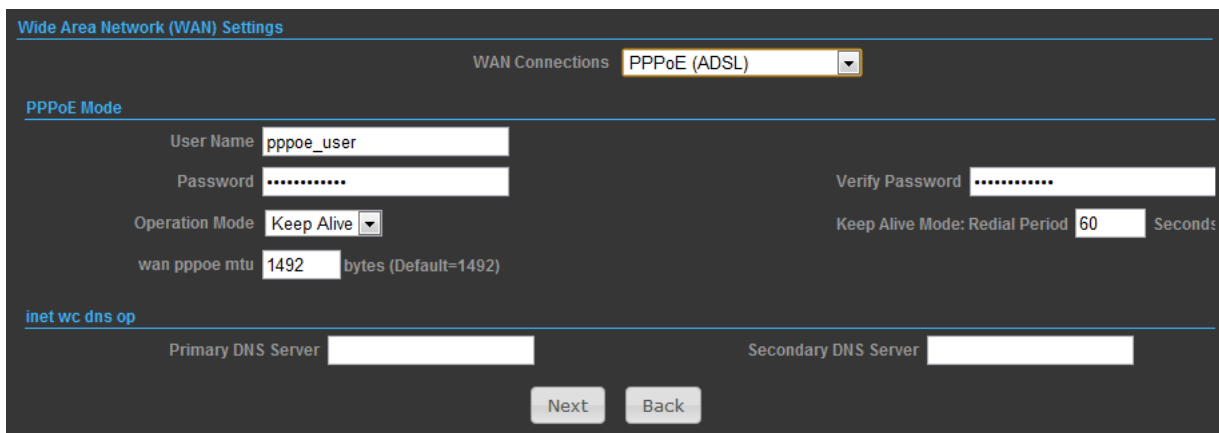 Wide Area Network (WAN) Settings
WAN Connections PPPoE (ADSL)
PPPoE Mode
User Name pppoe_user
Password ••••••••••••
Verify Password ••••••••••••
Operation Mode Keep Alive
Keep Alive Mode: Redial Period 60 Seconds
wan pppoe mtu 1492 bytes (Default=1492)
inet wc dns op
Primary DNS Server
Secondary DNS Server
Next Back